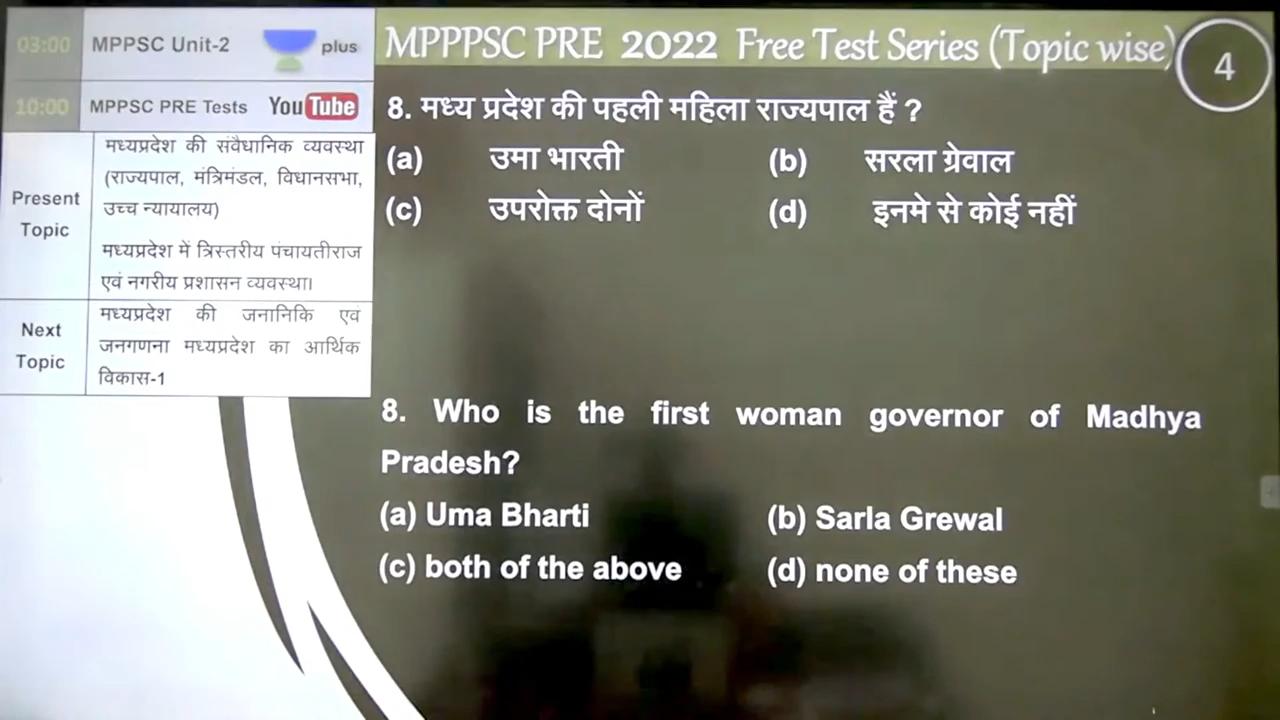 03:00 MPPSC Unit-2 plus
10:00 MPPSC PRE Tests YouTube
Present Topic
मध्यप्रदेश की संवैधानिक व्यवस्था
(राज्यपाल, मंत्रिमंडल, विधानसभा,
उच्च न्यायालय)
मध्यप्रदेश में त्रिस्तरीय पंचायतीराज
एवं नगरीय प्रशासन व्यवस्था।
Next Topic
मध्यप्रदेश की जनानिकि एवं
जनगणना मध्यप्रदेश का आर्थिक
विकास-1
MPPPSC PRE 2022 Free Test Series (Topic wise)
4
8. मध्य प्रदेश की पहली महिला राज्यपाल हैं ?
(a) उमा भारती (b) सरला ग्रेवाल
(c) उपरोक्त दोनों (d) इनमे से कोई नहीं
8. Who is the first woman governor of Madhya
Pradesh?
(a) Uma Bharti (b) Sarla Grewal
(c) both of the above (d) none of these